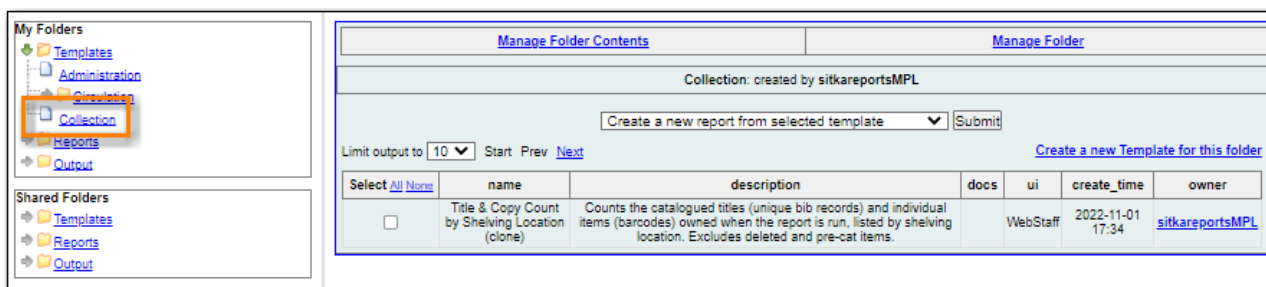 My Folders
Templates
Administration
Circulation
Collection
Reports
Output
Shared Folders
Templates
Reports
Output
Manage Folder Contents Manage Folder
Collection: created by sitkareportsMPL
Create a new report from selected template Submit
Limit output to 10 Start Prev Next
Create a new Template for this folder
Select All None name description docs ui create_time owner
Title & Copy Count
by Shelving Location
(clone)
Counts the catalogued titles (unique bib records) and individual
items (barcodes) owned when the report is run, listed by shelving
location. Excludes deleted and pre-cat items.
WebStaff
2022-11-01
17:34
sitkareportsMPL